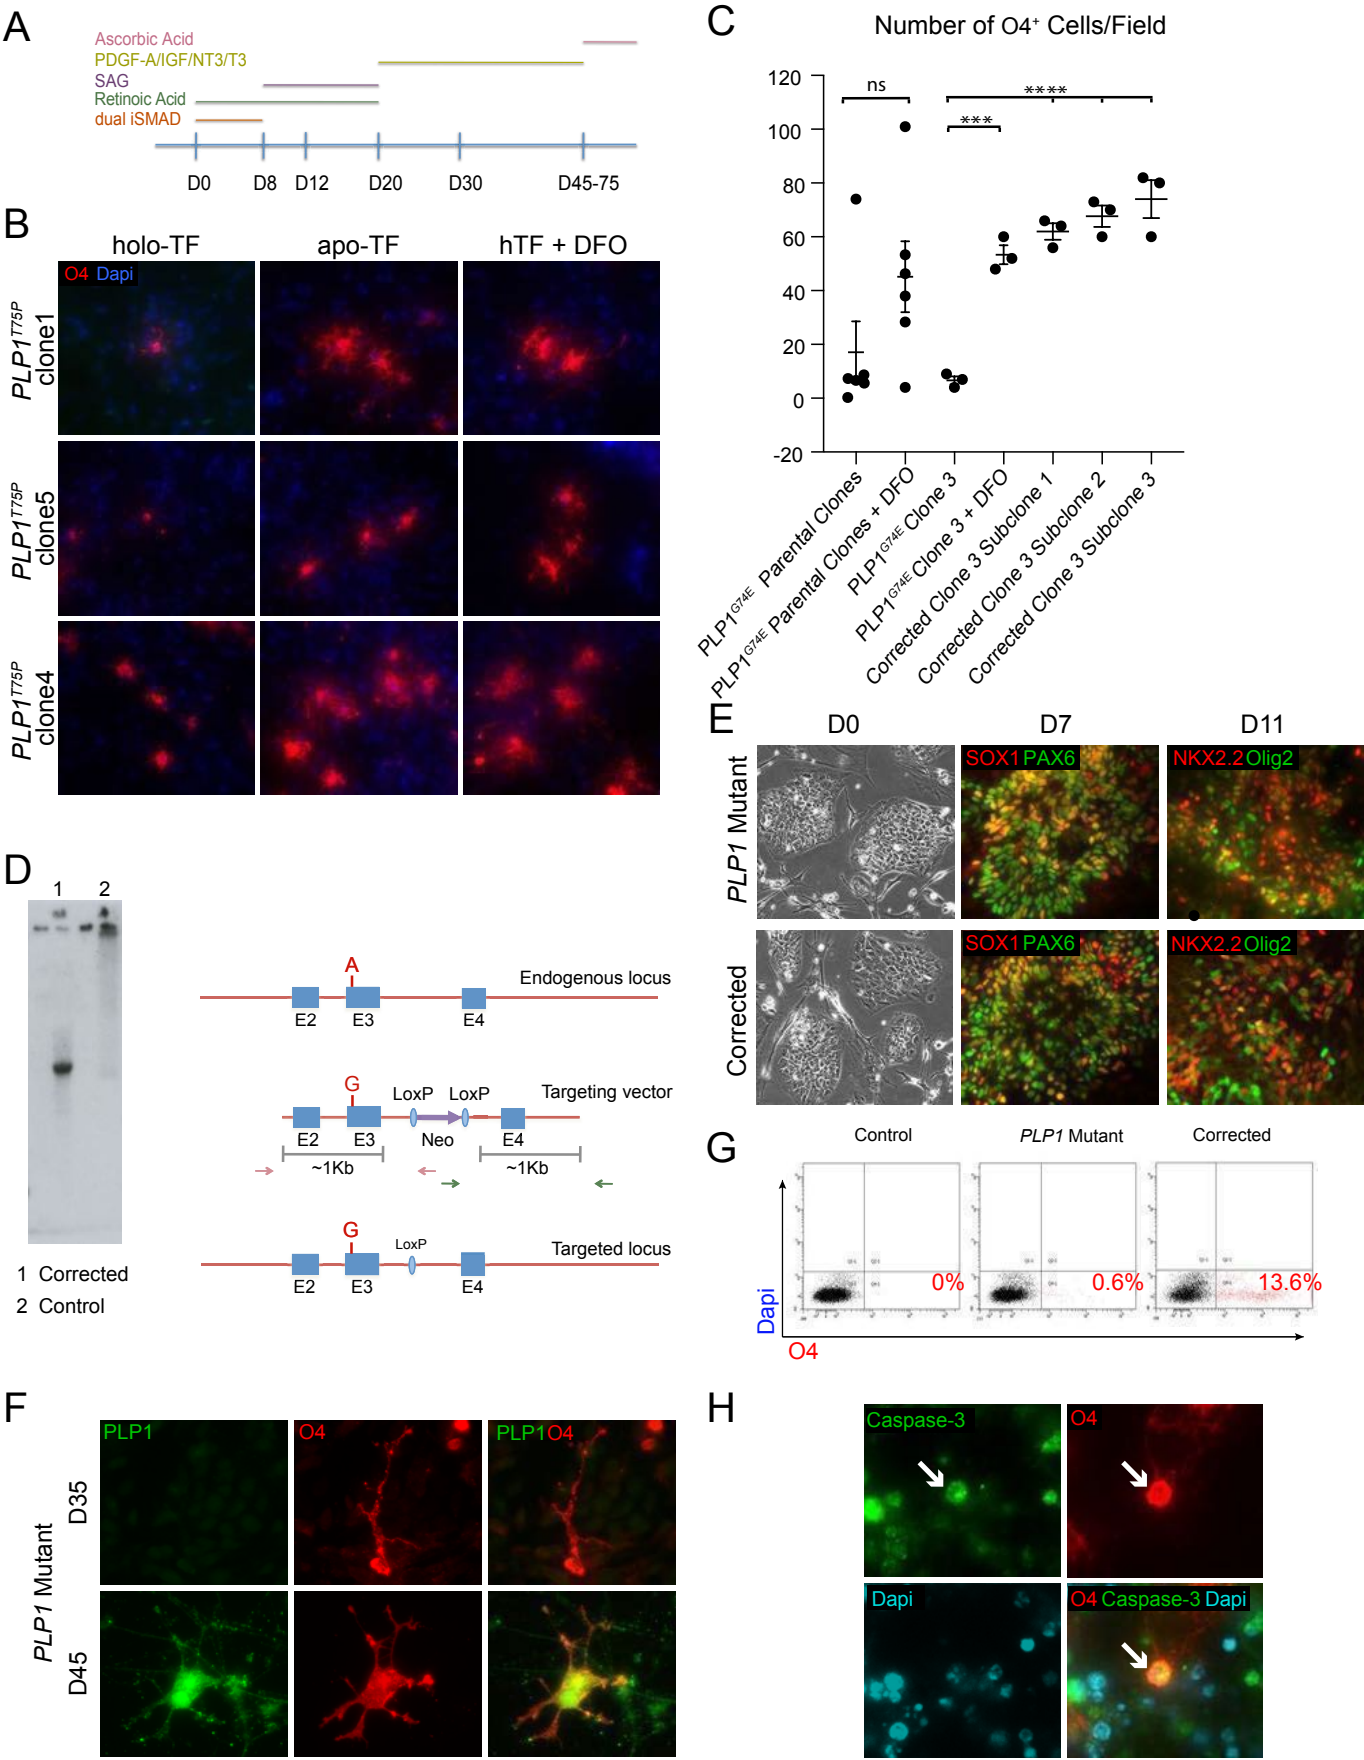 A
Ascorbic Acid
PDGF-A/IGF/NT3/T3
SAG
Retinoic Acid
dual iSMAD
D0 D8 D12 D20 D30 D45-75
B
holo-TF apo-TF hTF + DFO
O4 Dapi
PLP1T75P clone1
PLP1T75P clone5
PLP1T75P clone4
C
Number of O4+ Cells/Field
120
100
80
60
40
20
0
-20
ns
***
****
PLP1G74E Parental Clones
PLP1G74E Parental Clones + DFO
PLP1G74E Clone 3
PLP1G74E Clone 3 + DFO
Corrected Clone 3 Subclone 1
Corrected Clone 3 Subclone 2
Corrected Clone 3 Subclone 3
D
1 2
1 Corrected
2 Control
A
Endogenous locus
E2 E3 E4
G
LoxP LoxP
Targeting vector
E2 E3 Neo E4
~1Kb ~1Kb
G
LoxP
Targeted locus
E2 E3 E4
E
D0 D7 D11
PLP1 Mutant
SOX1 PAX6
NKX2.2 Olig2
Corrected
SOX1 PAX6
NKX2.2 Olig2
G
Control PLP1 Mutant Corrected
0% 0.6% 13.6%
Dapi
O4
F
PLP1 Mutant
D35
D45
PLP1
O4
PLP1 O4
H
Caspase-3
O4
Dapi
O4 Caspase-3 Dapi